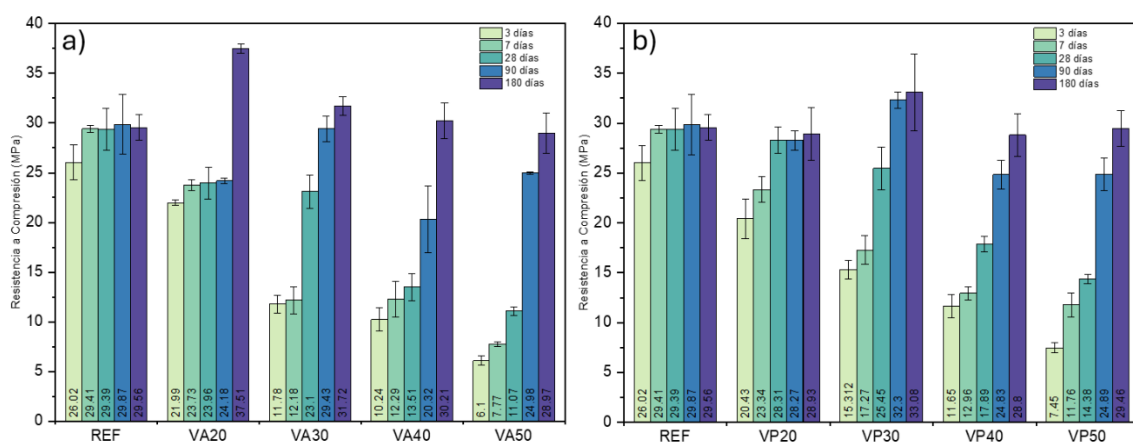 a)
Resistencia a Compresión (MPa)
40
35
30
25
20
15
10
5
0
3 días
7 días
28 días
90 días
180 días
26.02
29.41
29.39
29.87
29.56
21.99
23.73
23.96
24.18
37.51
11.78
12.18
23.1
29.43
31.72
10.24
12.29
13.51
20.32
30.21
6.1
7.77
11.07
24.98
28.97
REF
VA20
VA30
VA40
VA50
b)
Resistencia a Compresión (MPa)
40
35
30
25
20
15
10
5
0
3 días
7 días
28 días
90 días
180 días
26.02
29.41
29.39
29.87
29.56
20.43
23.34
28.31
28.27
28.93
15.312
17.27
25.45
32.3
33.08
11.65
12.96
17.89
24.83
28.8
7.45
11.76
14.38
24.89
29.46
REF
VP20
VP30
VP40
VP50